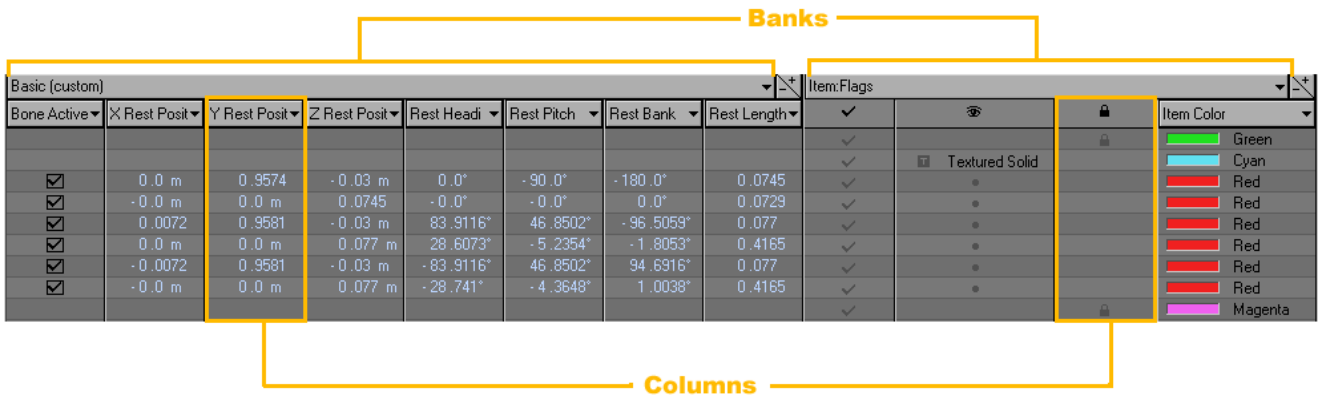 Banks
Basic (custom) Item:Flags
Bone Active X Rest Posit Y Rest Posit Z Rest Posit Rest Headi Rest Pitch Rest Bank Rest Length Item Color
Green
T Textured Solid Cyan
0.0 m 0.9574 -0.03 m 0.0° -90.0° -180.0° 0.0745 Red
-0.0 m 0.0 m 0.0745 -0.0° -0.0° 0.0° 0.0729 Red
0.0072 0.9581 -0.03 m 83.9116° 46.8502° -96.5059° 0.077 Red
0.0 m 0.0 m 0.077 m 28.6073° -5.2354° -1.8053° 0.4165 Red
-0.0072 0.9581 -0.03 m -83.9116° 46.8502° 94.6916° 0.077 Red
-0.0 m 0.0 m 0.077 m -28.741° -4.3648° 1.0038° 0.4165 Red
Magenta
Columns